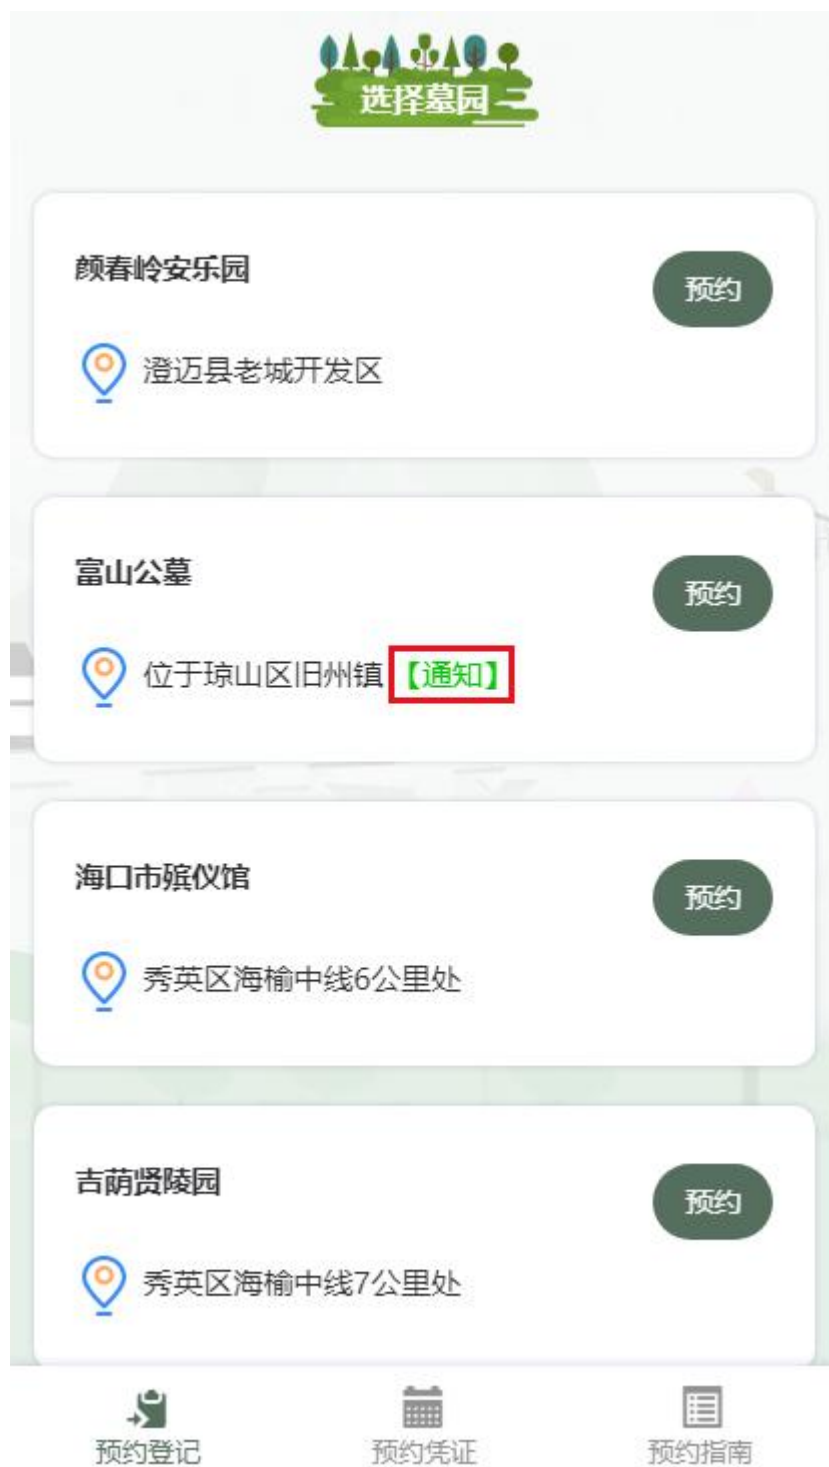 选择墓园
颜春岭安乐园
预约
澄迈县老城开发区
富山公墓
预约
位于琼山区旧州镇【通知】
海口市殡仪馆
预约
秀英区海榆中线6公里处
吉荫贤陵园
预约
秀英区海榆中线7公里处
预约登记 预约凭证 预约指南